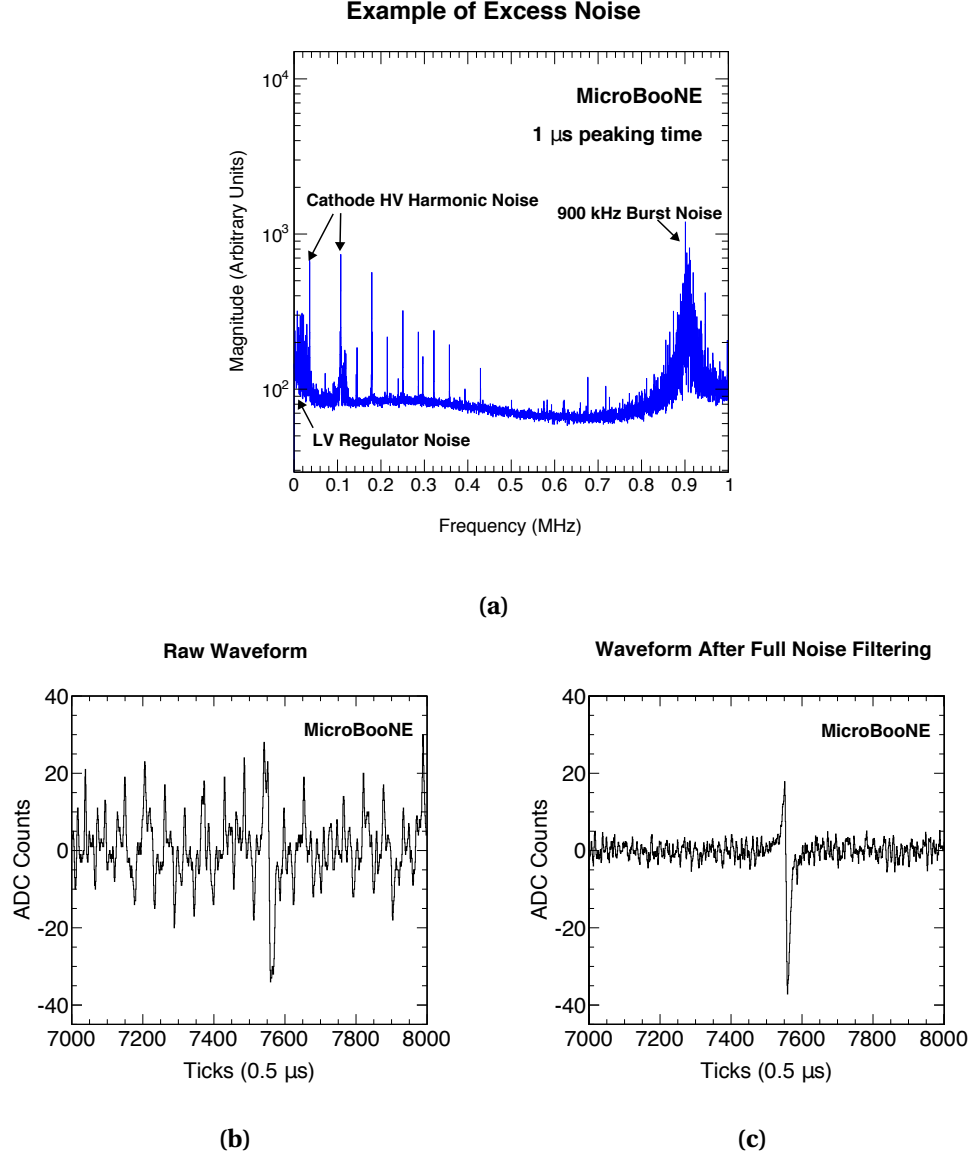 Example of Excess Noise
10⁴
10³
10²
Magnitude (Arbitrary Units)
MicroBooNE
1 μs peaking time
Cathode HV Harmonic Noise
900 kHz Burst Noise
LV Regulator Noise
0 0.1 0.2 0.3 0.4 0.5 0.6 0.7 0.8 0.9 1
Frequency (MHz)
(a)
Raw Waveform
40
20
0
-20
-40
ADC Counts
MicroBooNE
7000 7200 7400 7600 7800 8000
Ticks (0.5 μs)
(b)
Waveform After Full Noise Filtering
40
20
0
-20
-40
ADC Counts
MicroBooNE
7000 7200 7400 7600 7800 8000
Ticks (0.5 μs)
(c)